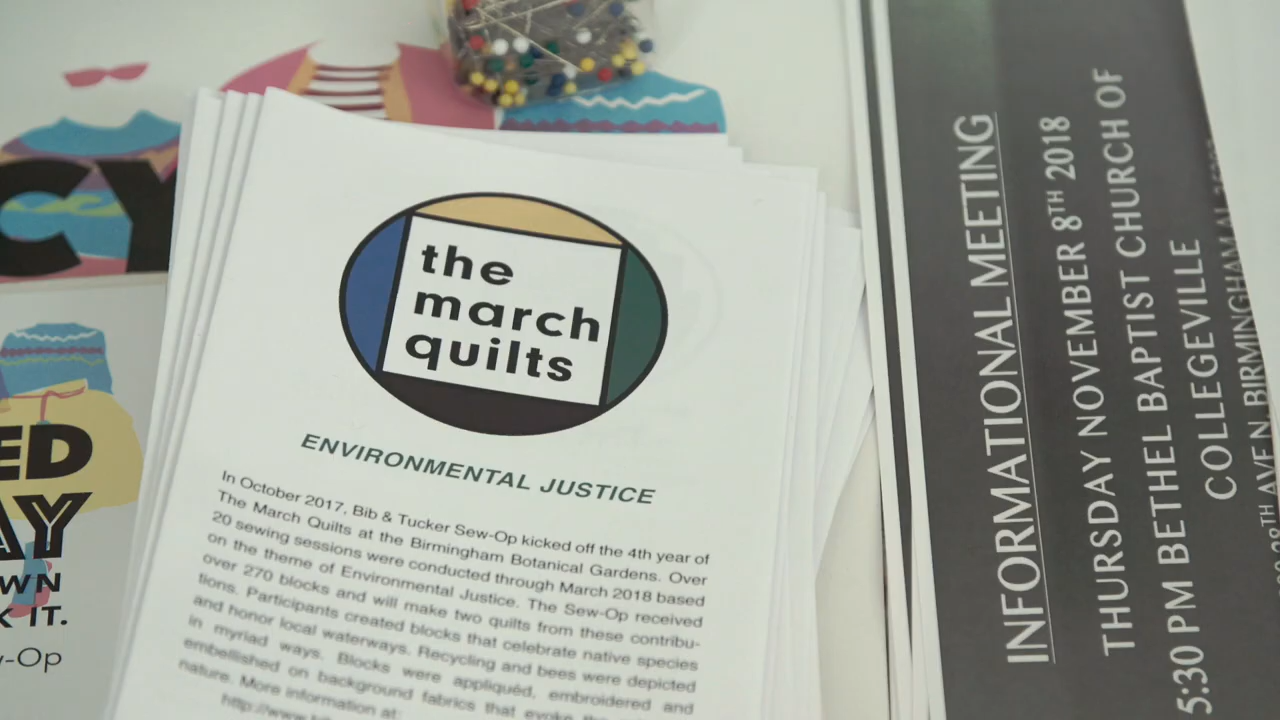 CY
ED
AY
WN
K IT.
-Op
the
march
quilts
ENVIRONMENTAL JUSTICE
In October 2017, Bib & Tucker Sew-Op kicked off the 4th year of
The March Quilts at the Birmingham Botanical Gardens. Over
20 sewing sessions were conducted through March 2018 based
on the theme of Environmental Justice. The Sew-Op received
over 270 blocks and will make two quilts from these contribu-
tions. Participants created blocks that celebrate native species
and honor local waterways. Recycling and bees were depicted
in myriad ways. Blocks were appliquéd, embroidered and
embellished on background fabrics that evoke
nature. More information at:
http://www.
INFORMATIONAL MEETING
THURSDAY NOVEMBER 8TH 2018
5:30 PM BETHEL BAPTIST CHURCH OF
COLLEGEVILLE
28TH AVE N BIRMINGHAM AL